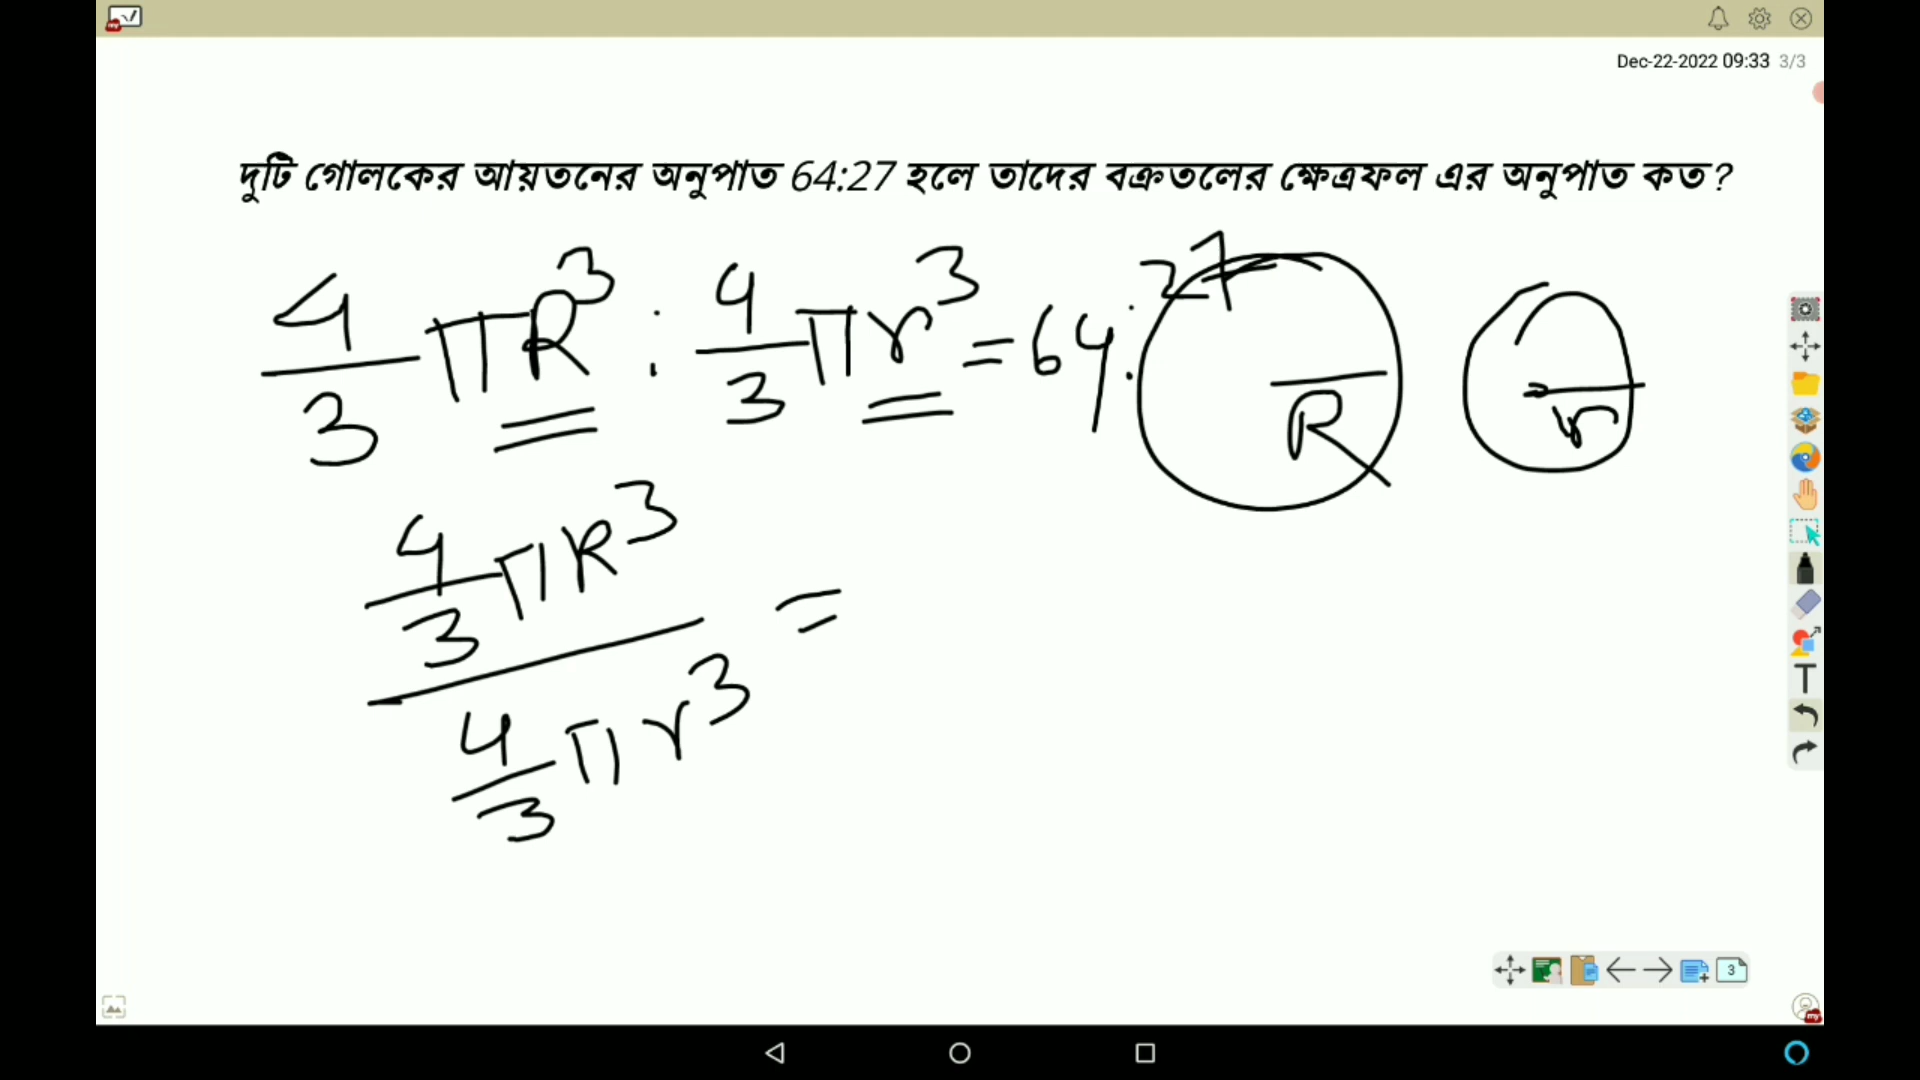 Dec-22-2022 09:33 3/3
দুটি গোলকের আয়তনের অনুপাত 64:27 হলে তাদের বক্রতলের ক্ষেত্রফল এর অনুপাত কত?
4/3 πR³ : 4/3 πr³ = 64:27
R
r
4/3 πR³
4/3 πr³
=
T
3